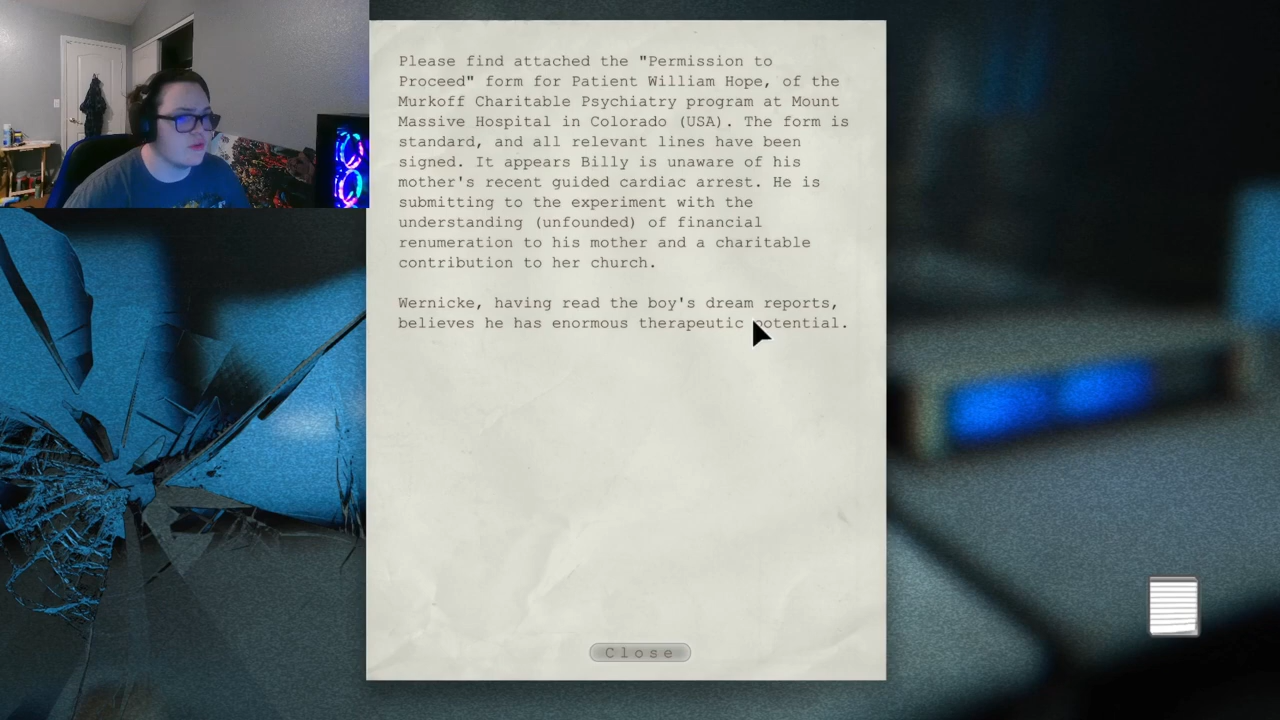 Please find attached the "Permission to
Proceed" form for Patient William Hope, of the
Murkoff Charitable Psychiatry program at Mount
Massive Hospital in Colorado (USA). The form is
standard, and all relevant lines have been
signed. It appears Billy is unaware of his
mother's recent guided cardiac arrest. He is
submitting to the experiment with the
understanding (unfounded) of financial
renumeration to his mother and a charitable
contribution to her church.
Wernicke, having read the boy's dream reports,
believes he has enormous therapeutic potential.
Close